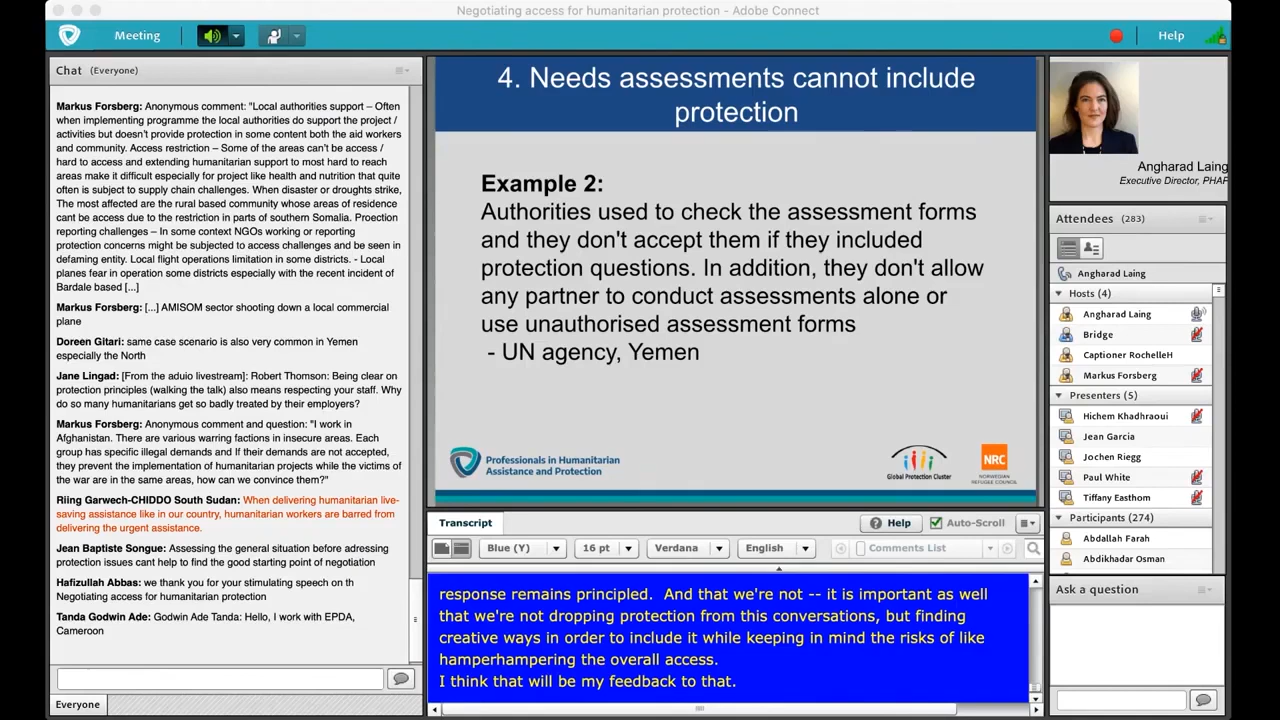 Negotiating access for humanitarian protection - Adobe Connect
Meeting
Help
Chat (Everyone)
Markus Forsberg: Anonymous comment: "Local authorities support – Often
when implementing programme the local authorities do support the project /
activities but doesn't provide protection in some content both the aid workers
and community. Access restriction – Some of the areas can't be access /
hard to access and extending humanitarian support to most hard to reach
areas make it difficult especially for project like health and nutrition that quite
often is subject to supply chain challenges. When disaster or droughts strike,
The most affected are the rural based community whose areas of residence
cant be access due to the restriction in parts of southern Somalia. Proection
reporting challenges – In some context NGOs working or reporting
protection concerns might be subjected to access challenges and be seen in
defaming entity. Local flight operations limitation in some districts. - Local
planes fear in operation some districts especially with the recent incident of
Bardale based [...]
Markus Forsberg: [...] AMISOM sector shooting down a local commercial
plane
Doreen Gitari: same case scenario is also very common in Yemen
especially the North
Jane Lingad: [From the aduio livestream]: Robert Thomson: Being clear on
protection principles (walking the talk) also means respecting your staff. Why
do so many humanitarians get so badly treated by their employers?
Markus Forsberg: Anonymous comment and question: "I work in
Afghanistan. There are various warring factions in insecure areas. Each
group has specific illegal demands and If their demands are not accepted,
they prevent the implementation of humanitarian projects while the victims of
the war are in the same areas, how can we convince them?"
Riing Garwech-CHIDDO South Sudan: When delivering humanitarian live-
saving assistance like in our country, humanitarian workers are barred from
delivering the urgent assistance.
Jean Baptiste Songue: Assessing the general situation before adressing
protection issues cant help to find the good starting point of negotiation
Hafizullah Abbas: we thank you for your stimulating speech on th
Negotiating access for humanitarian protection
Tanda Godwin Ade: Godwin Ade Tanda: Hello, I work with EPDA,
Cameroon
Everyone
4. Needs assessments cannot include
protection
Example 2:
Authorities used to check the assessment forms
and they don't accept them if they included
protection questions. In addition, they don't allow
any partner to conduct assessments alone or
use unauthorised assessment forms
- UN agency, Yemen
Professionals in Humanitarian
Assistance and Protection
Global Protection Cluster
NRC
NORWEGIAN
REFUGEE COUNCIL
Transcript
Help
Auto-Scroll
Blue (Y)
16 pt
Verdana
English
Comments List
response remains principled. And that we're not -- it is important as well
that we're not dropping protection from this conversations, but finding
creative ways in order to include it while keeping in mind the risks of like
hamperhampering the overall access.
I think that will be my feedback to that.
Angharad Laing
Executive Director, PHAP
Attendees (283)
Angharad Laing
Hosts (4)
Angharad Laing
Bridge
Captioner RochelleH
Markus Forsberg
Presenters (5)
Hichem Khadhraoui
Jean Garcia
Jochen Riegg
Paul White
Tiffany Easthom
Participants (274)
Abdallah Farah
Abdikhadar Osman
Ask a question